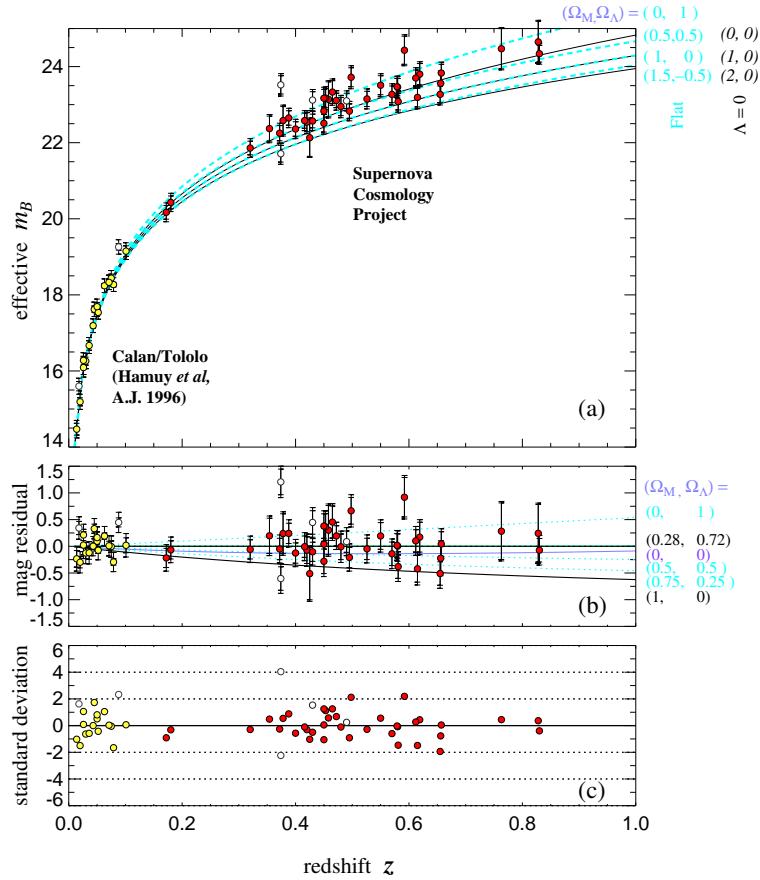 (Ω_M,Ω_Λ) = ( 0, 1 )
(0.5,0.5) (0, 0)
( 1, 0 ) (1, 0)
(1.5,–0.5) (2, 0)
Flat
Λ = 0
effective m_B
24
22
20
18
16
14
Supernova
Cosmology
Project
Calan/Tololo
(Hamuy et al,
A.J. 1996)
(a)
mag residual
1.5
1.0
0.5
0.0
-0.5
-1.0
-1.5
(b)
(Ω_M , Ω_Λ) =
(0, 1)
(0.28, 0.72)
(0, 0)
(0.5, 0.5 )
(0.75, 0.25 )
(1, 0)
standard deviation
6
4
2
0
-2
-4
-6
(c)
0.0 0.2 0.4 0.6 0.8 1.0
redshift z